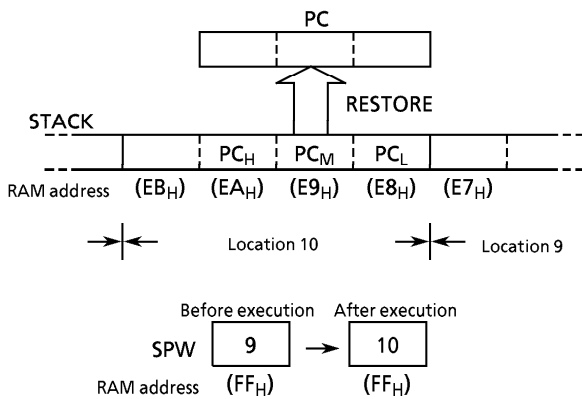 PC
RESTORE
STACK
PCH PCM PCL
RAM address (EBH) (EAH) (E9H) (E8H) (E7H)
Location 10 Location 9
Before execution After execution
SPW 9 10
RAM address (FFH) (FFH)